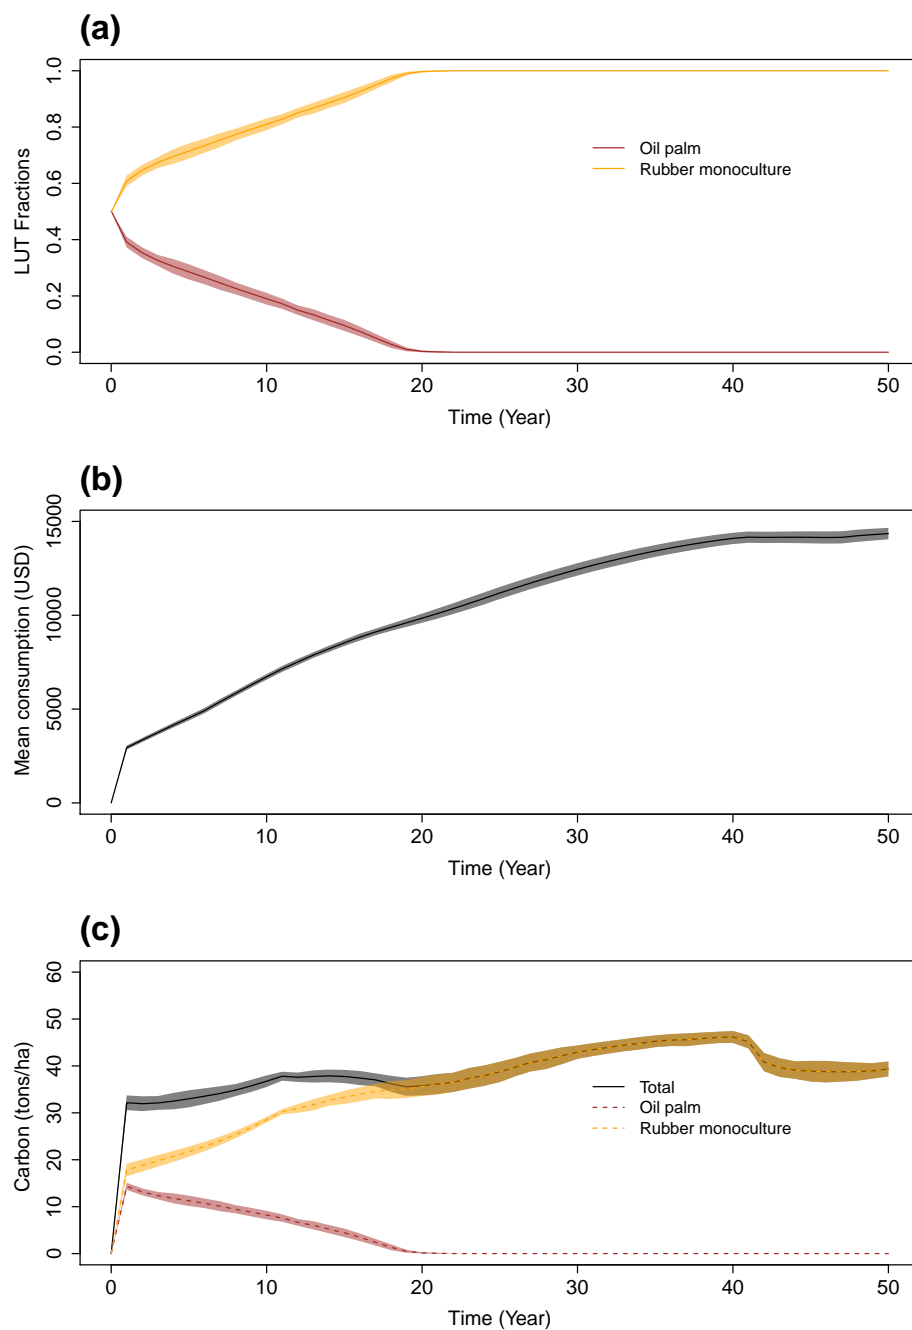 (a)
LUT Fractions
1.0
0.8
0.6
0.4
0.2
0.0
Oil palm
Rubber monoculture
0 10 20 30 40 50
Time (Year)
(b)
Mean consumption (USD)
15000
10000
5000
0
0 10 20 30 40 50
Time (Year)
(c)
Carbon (tons/ha)
60
50
40
30
20
10
0
Total
Oil palm
Rubber monoculture
0 10 20 30 40 50
Time (Year)